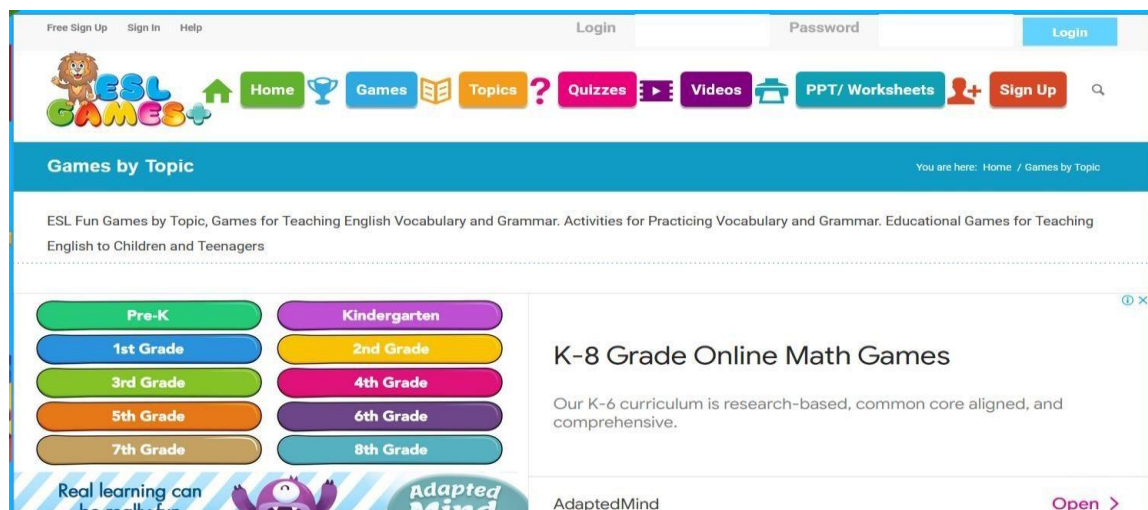 Free Sign Up Sign In Help Login Password Login
ESL
GAMES+
Home Games Topics ? Quizzes Videos PPT/ Worksheets Sign Up
Games by Topic You are here: Home / Games by Topic
ESL Fun Games by Topic, Games for Teaching English Vocabulary and Grammar. Activities for Practicing Vocabulary and Grammar. Educational Games for Teaching
English to Children and Teenagers
Pre-K Kindergarten
1st Grade 2nd Grade
3rd Grade 4th Grade
5th Grade 6th Grade
7th Grade 8th Grade
Real learning can
be really fun
Adapted
Mind
K-8 Grade Online Math Games
Our K-6 curriculum is research-based, common core aligned, and
comprehensive.
AdaptedMind Open >